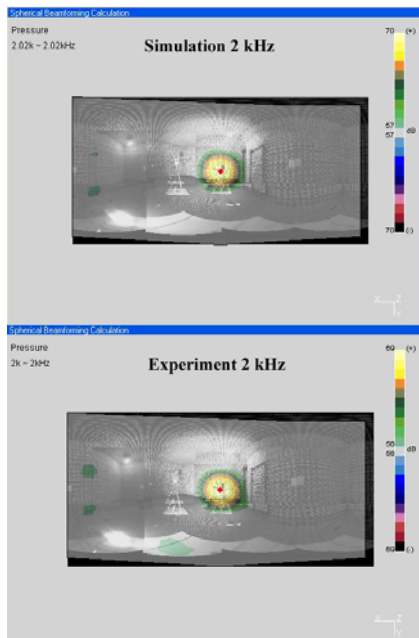 Spherical Beamforming Calculation
Pressure
2.02k ~ 2.02kHz
Simulation 2 kHz
70 (+)
57
57 dB
70 (-)
X Z
Y
Spherical Beamforming Calculation
Pressure
2k ~ 2kHz
Experiment 2 kHz
69 (+)
56
56 dB
69 (-)
X Z
Y